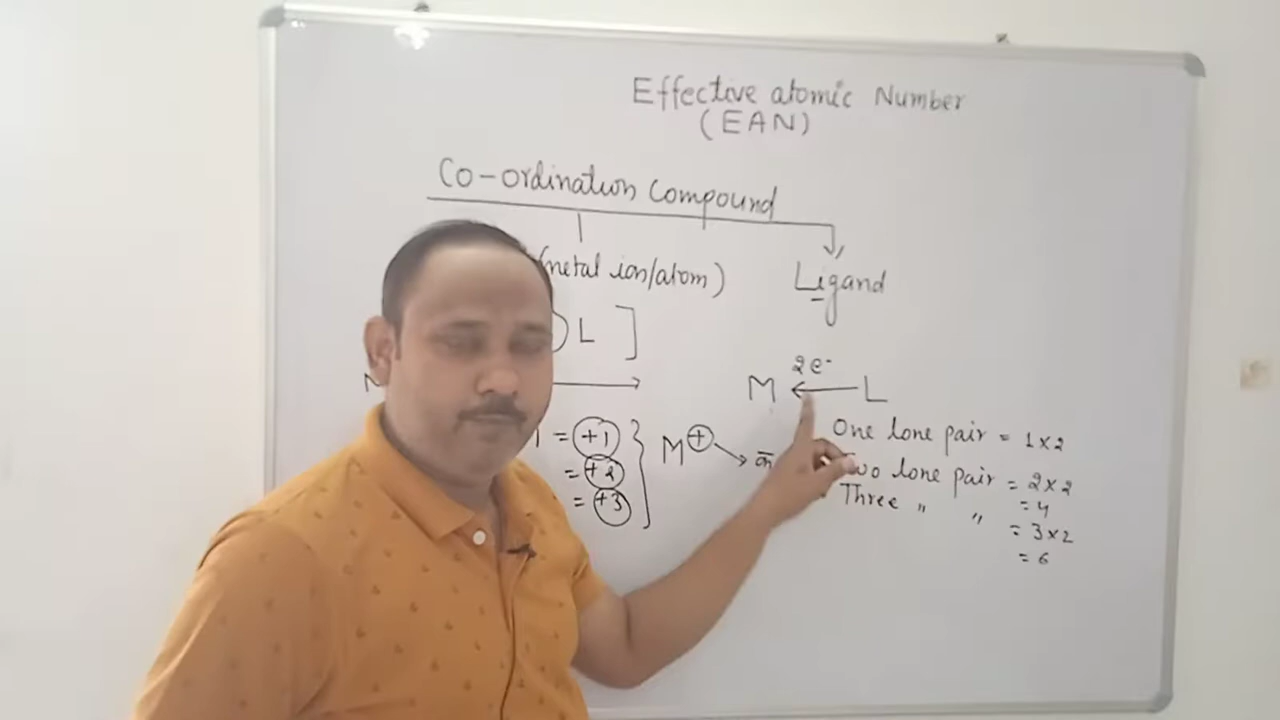 Effective atomic Number
(EAN)
Co-ordination Compound
(metal ion/atom)
Ligand
L ]
2e⁻
M ← L
= +1
= +2
= +3
M⊕
One lone pair = 1×2
Two lone pair = 2×2
= 4
Three " " = 3×2
= 6